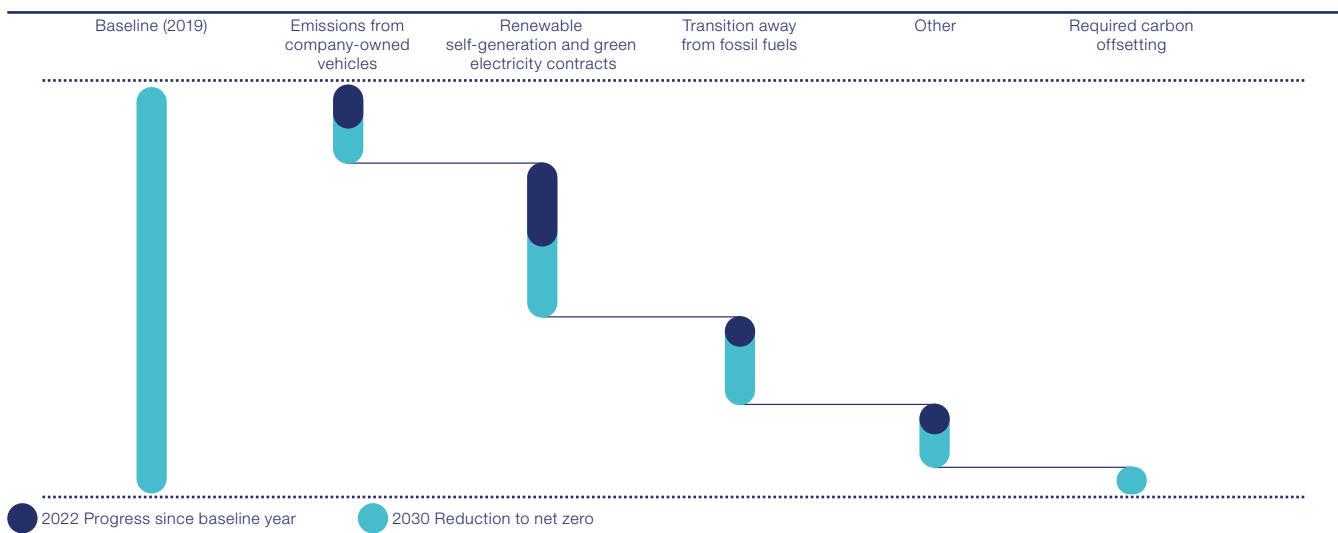 Baseline (2019)
Emissions from
company-owned
vehicles
Renewable
self-generation and green
electricity contracts
Transition away
from fossil fuels
Other
Required carbon
offsetting
2022 Progress since baseline year
2030 Reduction to net zero